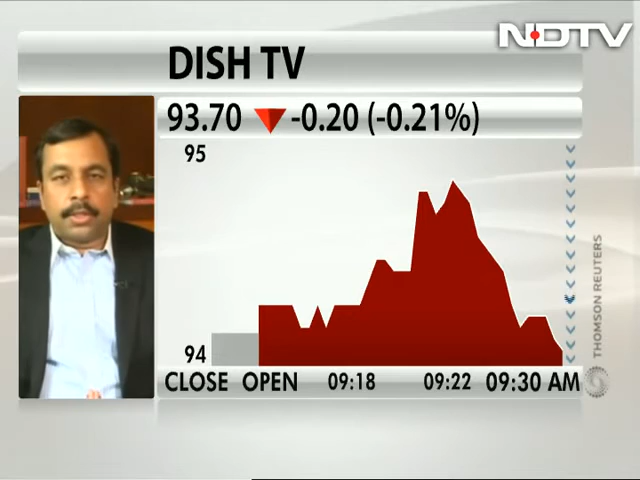 NDTV
DISH TV
93.70 ▼ -0.20 (-0.21%)
95
94
CLOSE OPEN 09:18 09:22 09:30 AM
THOMSON REUTERS